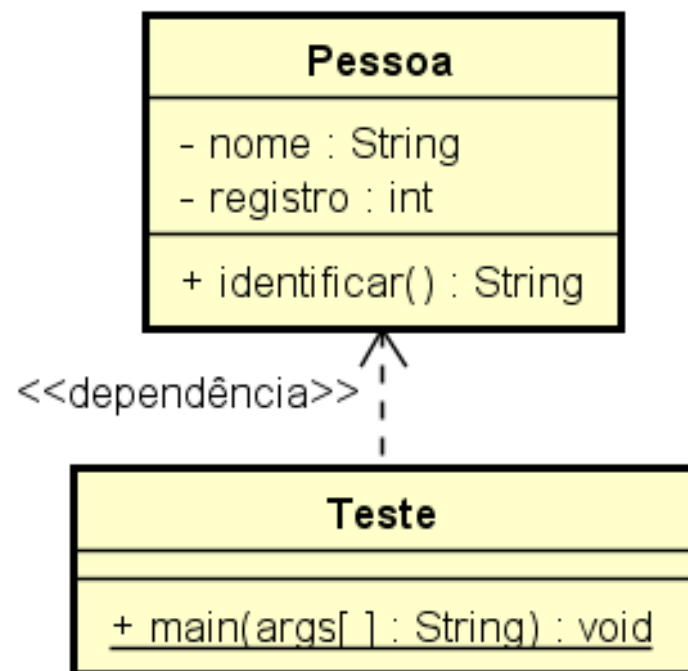 Pessoa
- nome : String
- registro : int
+ identificar() : String
<<dependência>>
Teste
+ main(args[ ] : String) : void